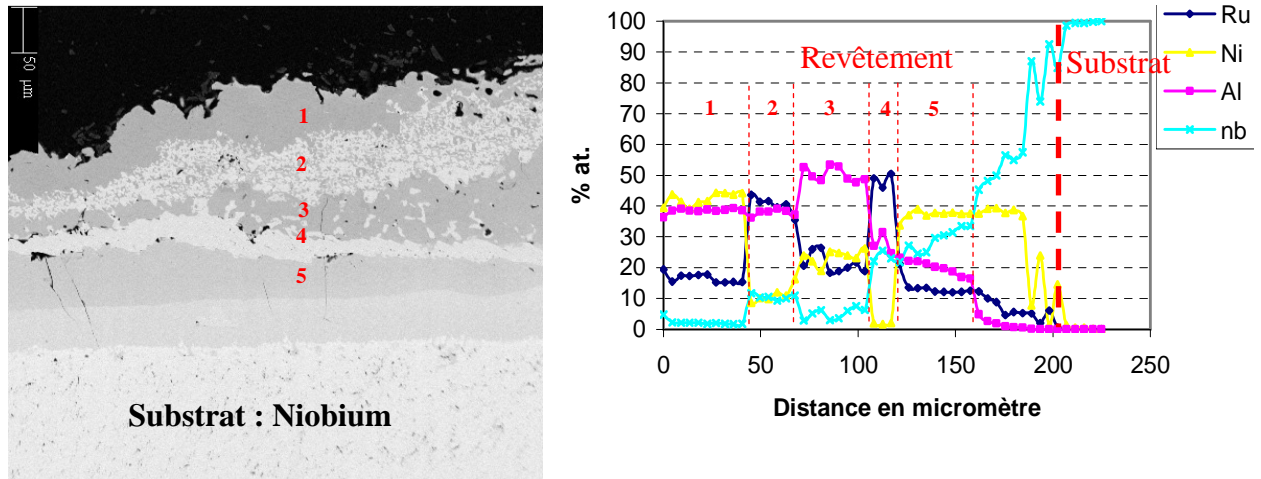 50 µm
1
2
3
4
5
Substrat : Niobium
100
90
80
70
60
50
40
30
20
10
0
% at.
Revêtement
Substrat
1 2 3 4 5
0 50 100 150 200 250
Distance en micromètre
Ru
Ni
Al
nb